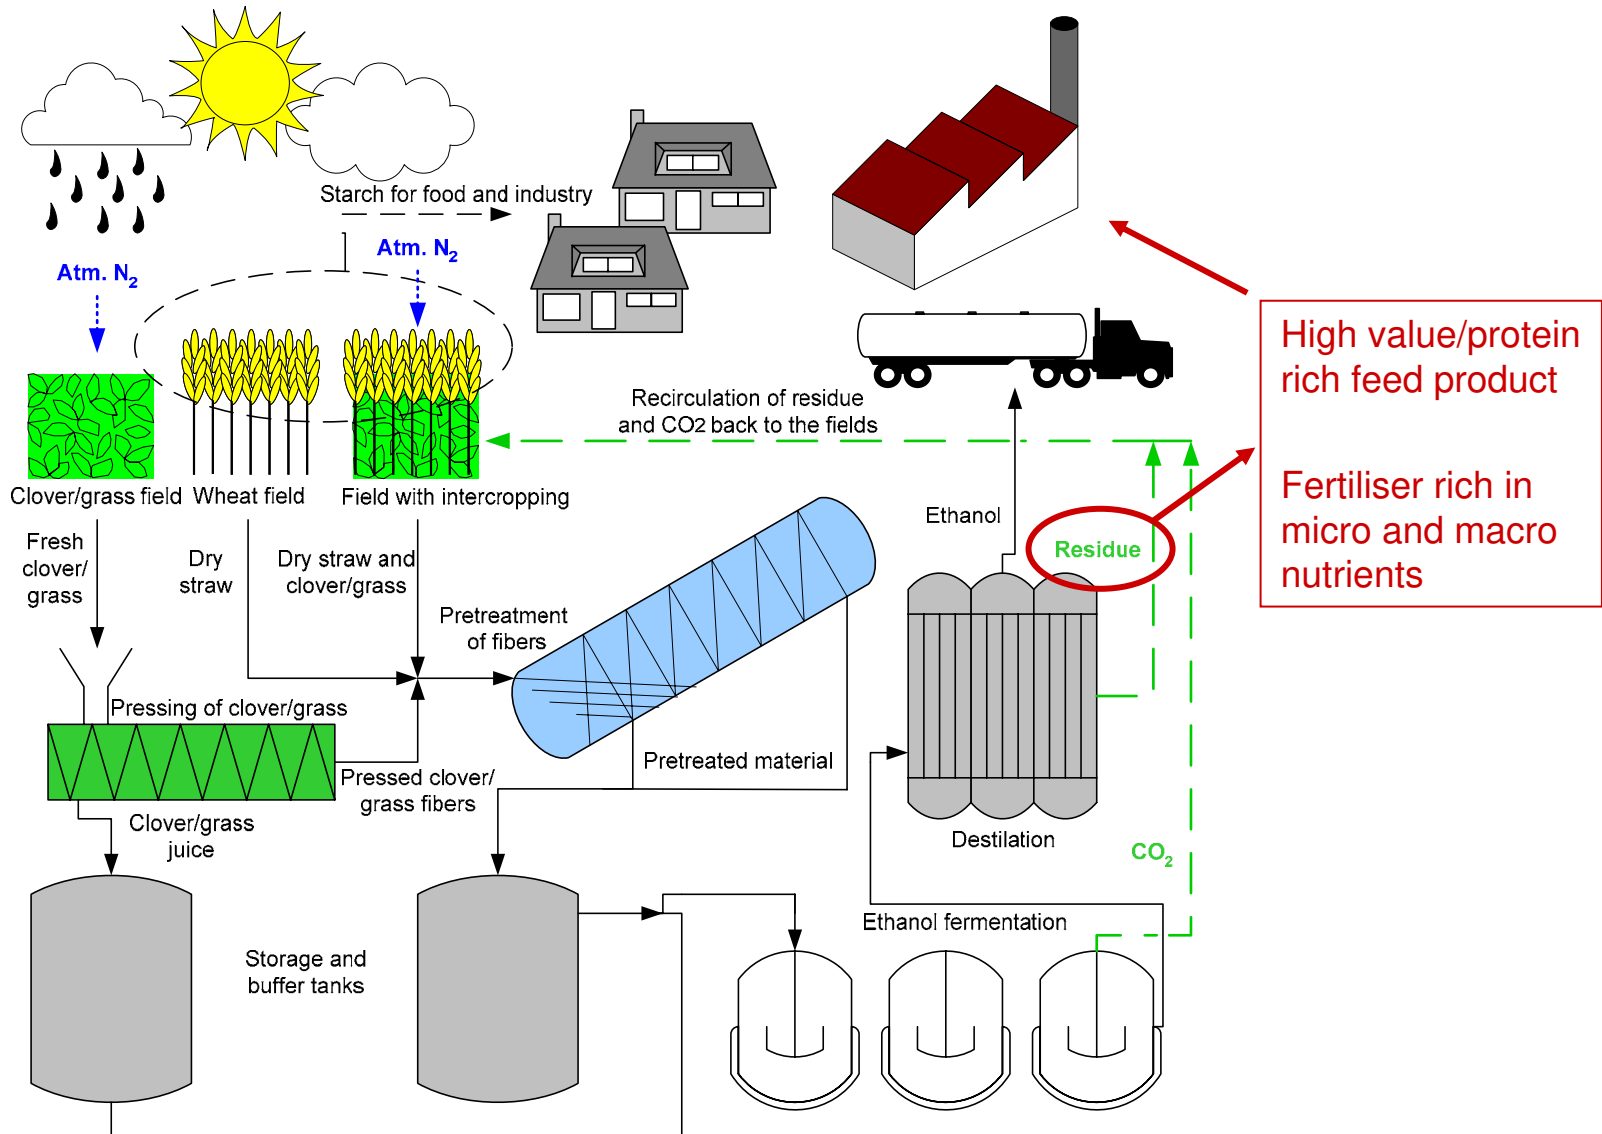 Starch for food and industry
Atm. N2
Atm. N2
High value/protein
rich feed product
Fertiliser rich in
micro and macro
nutrients
Recirculation of residue
and CO2 back to the fields
Clover/grass field
Wheat field
Field with intercropping
Ethanol
Residue
Fresh
clover/
grass
Dry
straw
Dry straw and
clover/grass
Pretreatment
of fibers
Pressing of clover/grass
Pretreated material
Pressed clover/
grass fibers
Clover/grass
juice
Destilation
CO2
Ethanol fermentation
Storage and
buffer tanks